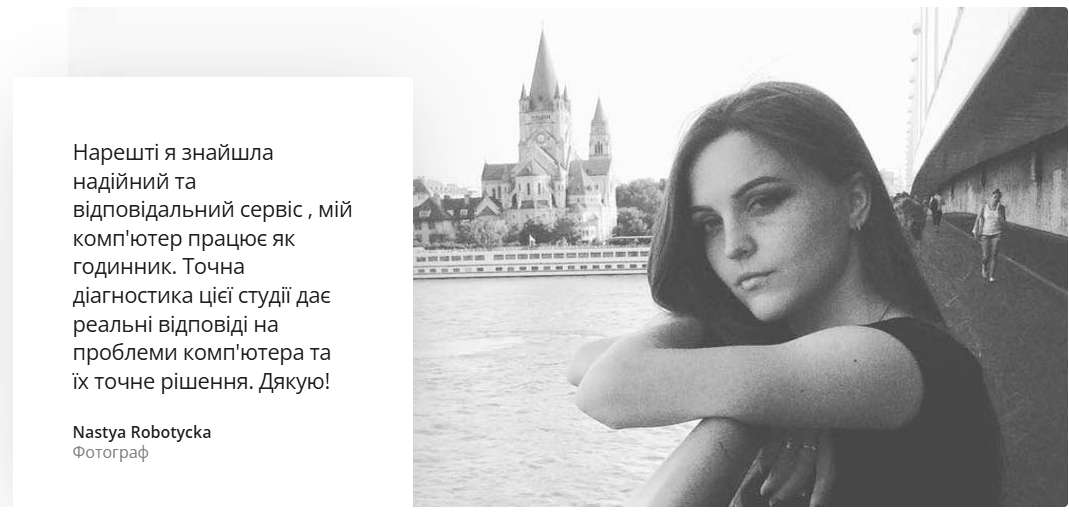 Нарешті я знайшла
надійний та
відповідальний сервіс , мій
комп'ютер працює як
годинник. Точна
діагностика цієї студії дає
реальні відповіді на
проблеми комп'ютера та
їх точне рішення. Дякую!
Nastya Robotycka
Фотограф